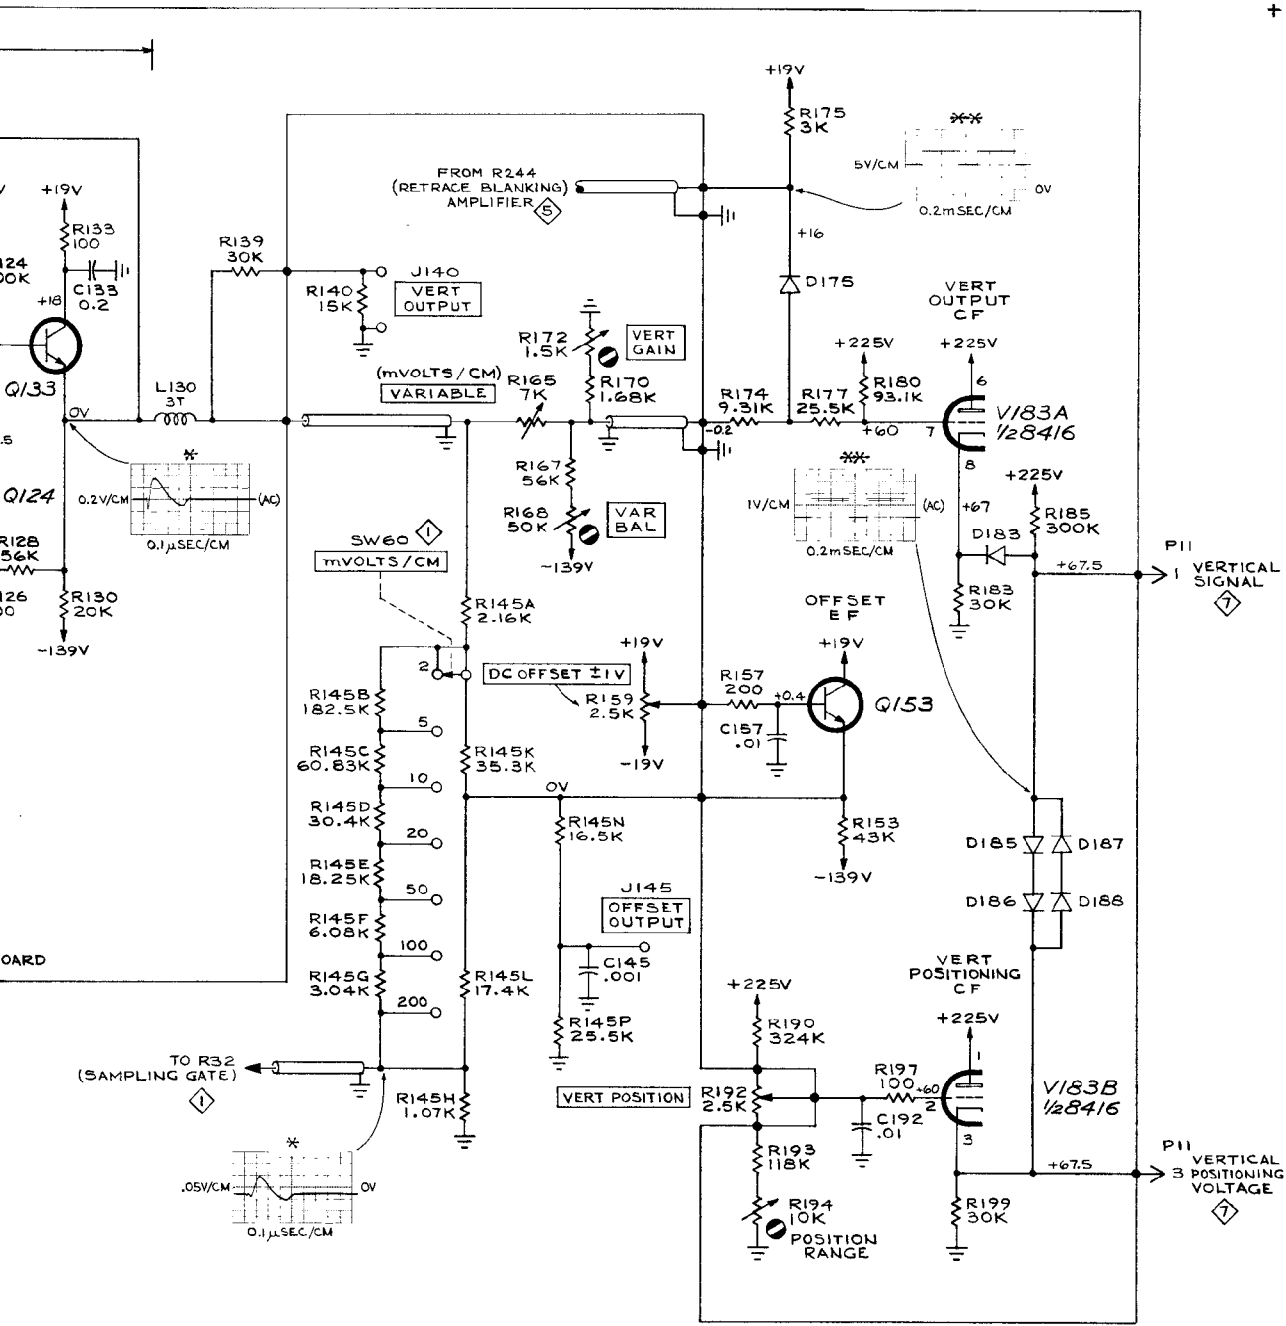 +
+19V
R175
3K
**
5V/CM
0V
0.2mSEC/CM
FROM R244
(RETRACE BLANKING)
AMPLIFIER 5
+16
D175
V
+19V
R133
100
C133
0.2
+18
Q133
R139
30K
R140
15K
J140
VERT
OUTPUT
R172
1.5K
VERT
GAIN
VERT
OUTPUT
CF
+225V
+225V
6
L130
3T
0V
(mVOLTS/CM)
VARIABLE
R165
7K
R170
1.68K
R174
9.31K
R177
25.5K
R180
93.1K
-0.2
+60
7
8
V183A
1/2 8416
.5
Q124
*
0.2V/CM
(AC)
0.1µSEC/CM
R167
56K
R168
50K
VAR
BAL
-139V
**
1V/CM
(AC)
0.2mSEC/CM
+67
+225V
R185
300K
D183
+67.5
R183
30K
P11
1 VERTICAL
SIGNAL
7
R128
56K
R130
20K
-139V
SW60
1
mVOLTS/CM
R145A
2.16K
OFFSET
EF
+19V
+19V
2
DC OFFSET ±1V
R159
2.5K
-19V
R157
200
+0.4
C157
.01
Q153
R145B
182.5K
5
R145C
60.83K
10
R145K
35.3K
0V
R145D
30.4K
20
R145N
16.5K
R153
43K
-139V
D185
D187
R145E
18.25K
50
J145
OFFSET
OUTPUT
D186
D188
R145F
6.08K
100
C145
.001
OARD
R145G
3.04K
200
R145L
17.4K
R145P
25.5K
+225V
R190
324K
VERT
POSITIONING
CF
+225V
1
TO R32
(SAMPLING GATE)
1
R145H
1.07K
VERT POSITION
R192
2.5K
R197
100
+60
2
3
C192
.01
V183B
1/2 8416
*
.05V/CM
0V
0.1µSEC/CM
R193
118K
R194
10K
POSITION
RANGE
R199
30K
+67.5
P11
3 VERTICAL
POSITIONING
VOLTAGE
7